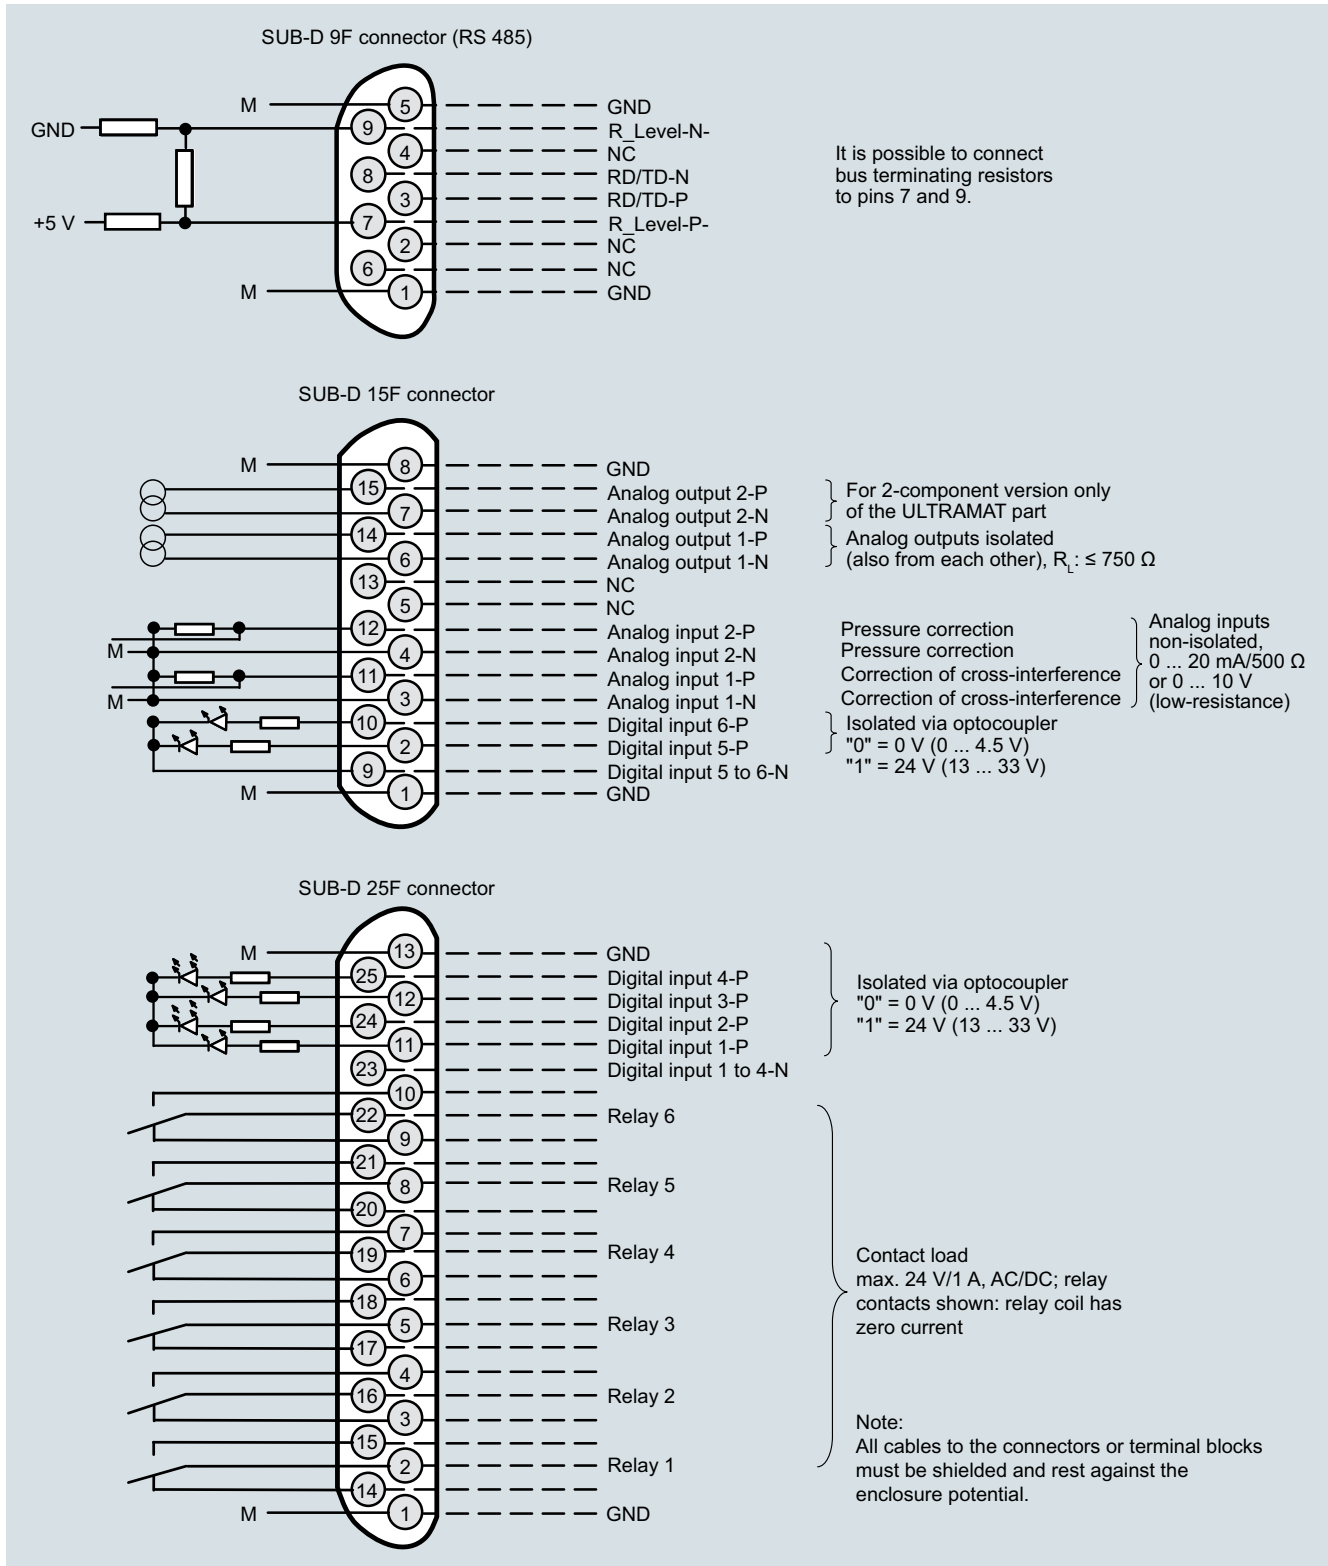 SUB-D 9F connector (RS 485)
M
5
GND
GND
9
R_Level-N-
4
NC
8
RD/TD-N
3
RD/TD-P
+5 V
7
R_Level-P-
2
NC
6
NC
M
1
GND
It is possible to connect
bus terminating resistors
to pins 7 and 9.
SUB-D 15F connector
M
8
GND
15
Analog output 2-P
7
Analog output 2-N
14
Analog output 1-P
6
Analog output 1-N
13
NC
5
NC
12
Analog input 2-P
M
4
Analog input 2-N
11
Analog input 1-P
M
3
Analog input 1-N
10
Digital input 6-P
2
Digital input 5-P
9
Digital input 5 to 6-N
M
1
GND
For 2-component version only
of the ULTRAMAT part
Analog outputs isolated
(also from each other), RL: ≤ 750 Ω
Pressure correction
Pressure correction
Correction of cross-interference
Correction of cross-interference
Analog inputs
non-isolated,
0 ... 20 mA/500 Ω
or 0 ... 10 V
(low-resistance)
Isolated via optocoupler
"0" = 0 V (0 ... 4.5 V)
"1" = 24 V (13 ... 33 V)
SUB-D 25F connector
M
13
GND
25
Digital input 4-P
12
Digital input 3-P
24
Digital input 2-P
11
Digital input 1-P
23
Digital input 1 to 4-N
10
22
Relay 6
9
21
8
Relay 5
20
7
19
Relay 4
6
18
5
Relay 3
17
4
16
Relay 2
3
15
2
Relay 1
14
M
1
GND
Isolated via optocoupler
"0" = 0 V (0 ... 4.5 V)
"1" = 24 V (13 ... 33 V)
Contact load
max. 24 V/1 A, AC/DC; relay
contacts shown: relay coil has
zero current
Note:
All cables to the connectors or terminal blocks
must be shielded and rest against the
enclosure potential.